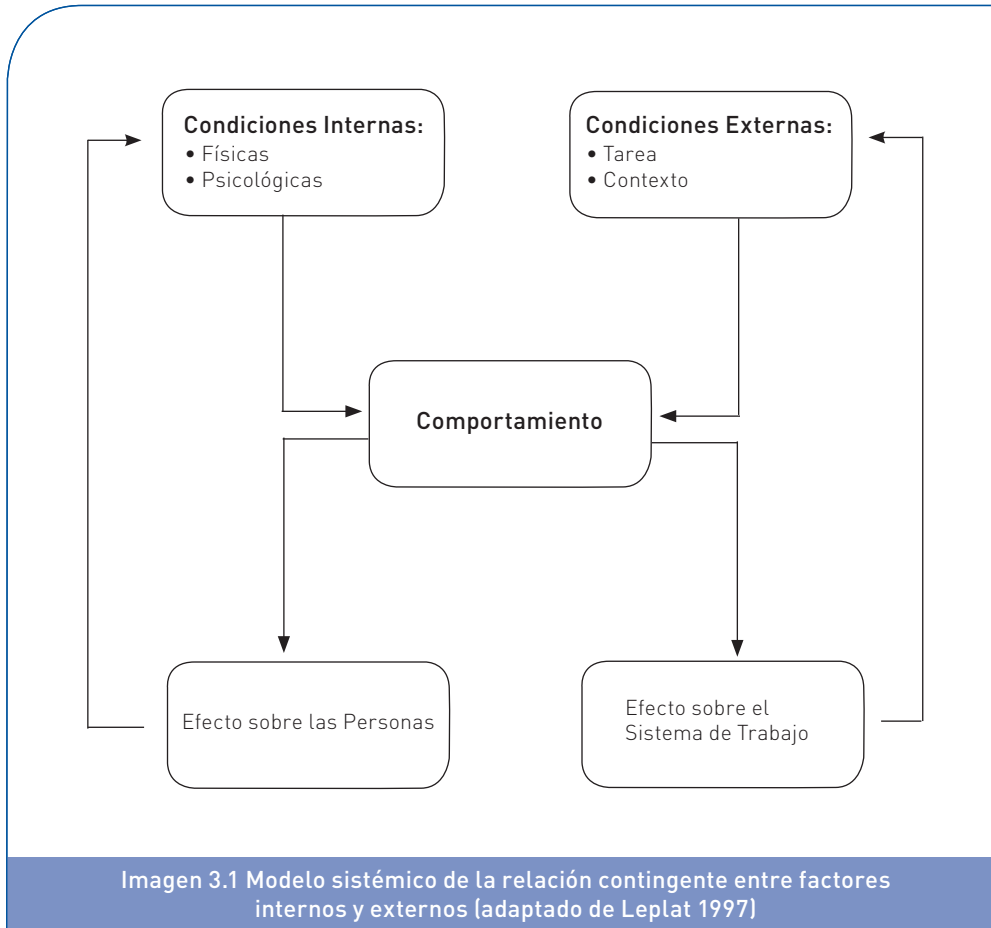 Condiciones Internas:
• Físicas
• Psicológicas
Condiciones Externas:
• Tarea
• Contexto
Comportamiento
Efecto sobre las Personas
Efecto sobre el
Sistema de Trabajo
Imagen 3.1 Modelo sistémico de la relación contingente entre factores
internos y externos (adaptado de Leplat 1997)